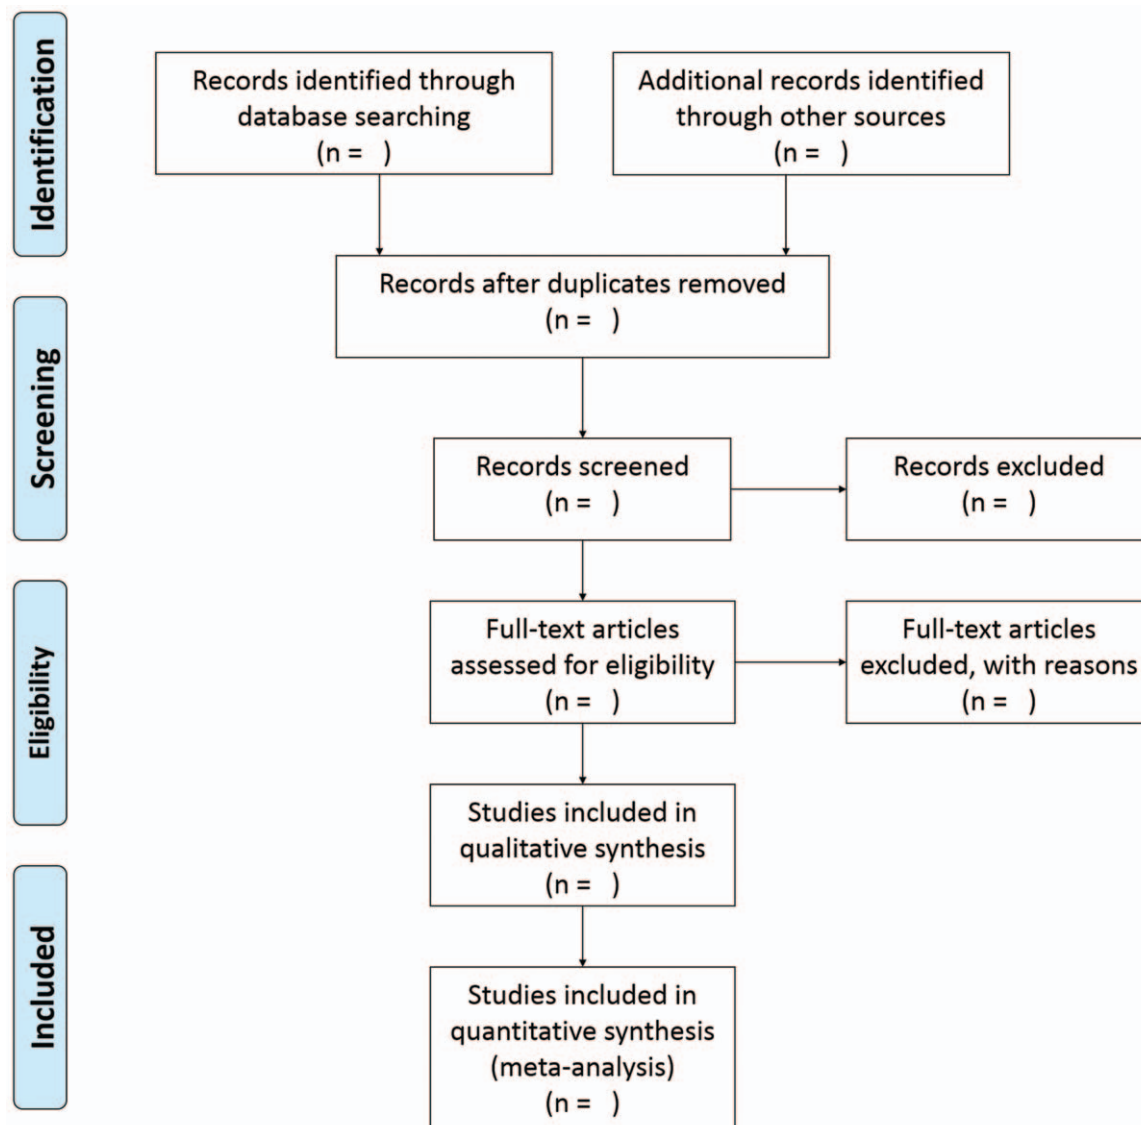 Identification
Records identified through
database searching
(n =   )
Additional records identified
through other sources
(n =   )
Records after duplicates removed
(n =   )
Screening
Records screened
(n =   )
Records excluded
(n =   )
Eligibility
Full-text articles
assessed for eligibility
(n =   )
Full-text articles
excluded, with reasons
(n =   )
Studies included in
qualitative synthesis
(n =   )
Included
Studies included in
quantitative synthesis
(meta-analysis)
(n =   )